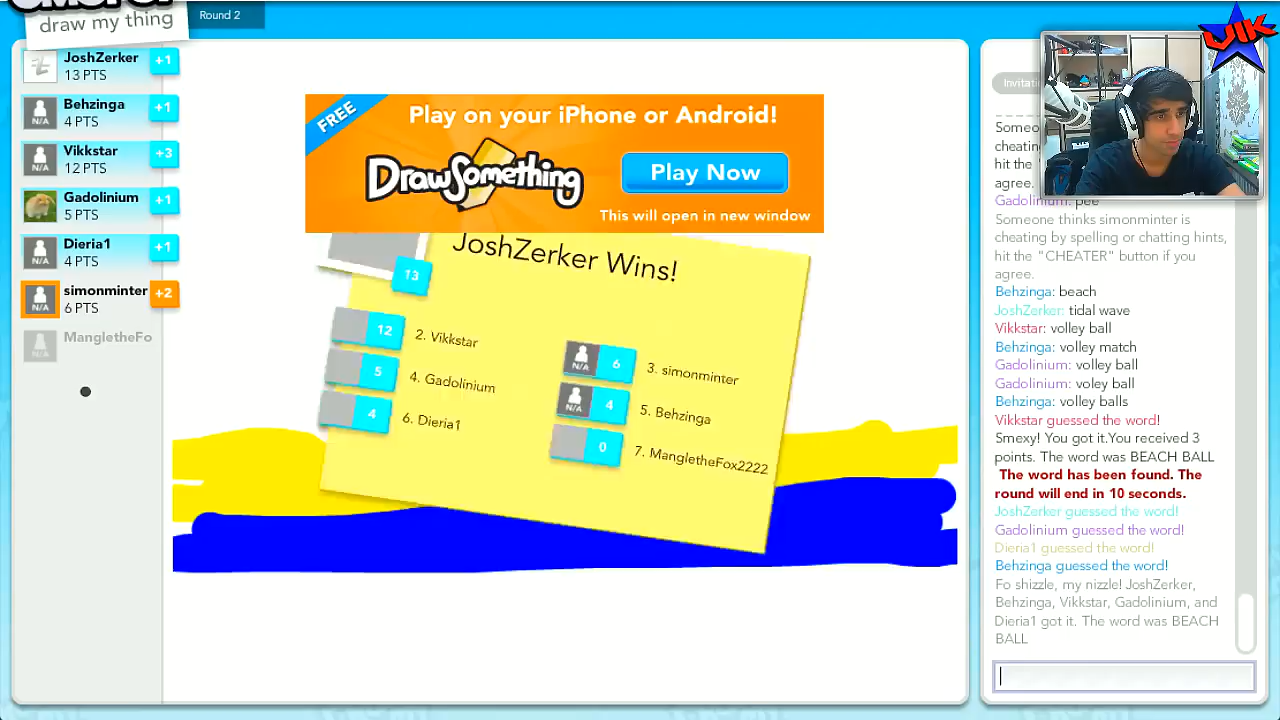 draw my thing
Round 2
JoshZerker
13 PTS
+1
Behzinga
4 PTS
+1
Vikkstar
12 PTS
+3
Gadolinium
5 PTS
+1
Dieria1
4 PTS
+1
simonminter
6 PTS
+2
MangletheFo
N/A
N/A
N/A
N/A
N/A
FREE
Play on your iPhone or Android!
DrawSomething
Play Now
This will open in new window
JoshZerker Wins!
13
12
2. Vikkstar
N/A
6
3. simonminter
5
4. Gadolinium
N/A
4
5. Behzinga
4
6. Dieria1
0
7. MangletheFox2222
VIK
Invitati
Someo
cheatin
hit the
agree.
Gadolinium: pee
Someone thinks simonminter is
cheating by spelling or chatting hints,
hit the "CHEATER" button if you
agree.
Behzinga: beach
JoshZerker: tidal wave
Vikkstar: volley ball
Behzinga: volley match
Gadolinium: volley ball
Gadolinium: voley ball
Behzinga: volley balls
Vikkstar guessed the word!
Smexy! You got it.You received 3
points. The word was BEACH BALL
The word has been found. The
round will end in 10 seconds.
JoshZerker guessed the word!
Gadolinium guessed the word!
Dieria1 guessed the word!
Behzinga guessed the word!
Fo shizzle, my nizzle! JoshZerker,
Behzinga, Vikkstar, Gadolinium, and
Dieria1 got it. The word was BEACH
BALL